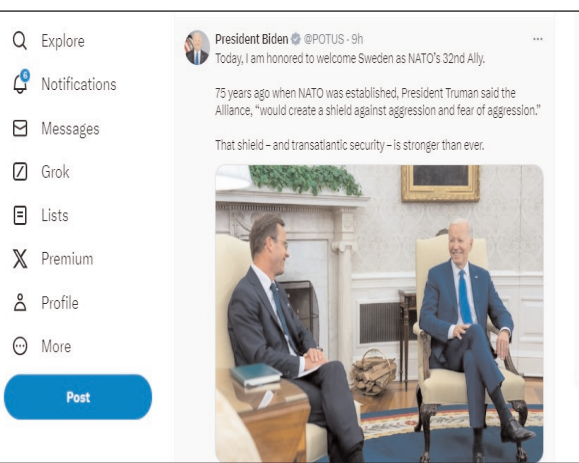 Explore
6
Notifications
Messages
Grok
Lists
Premium
Profile
More
Post
President Biden @POTUS · 9h
Today, I am honored to welcome Sweden as NATO's 32nd Ally.
75 years ago when NATO was established, President Truman said the
Alliance, “would create a shield against aggression and fear of aggression.”
That shield – and transatlantic security – is stronger than ever.